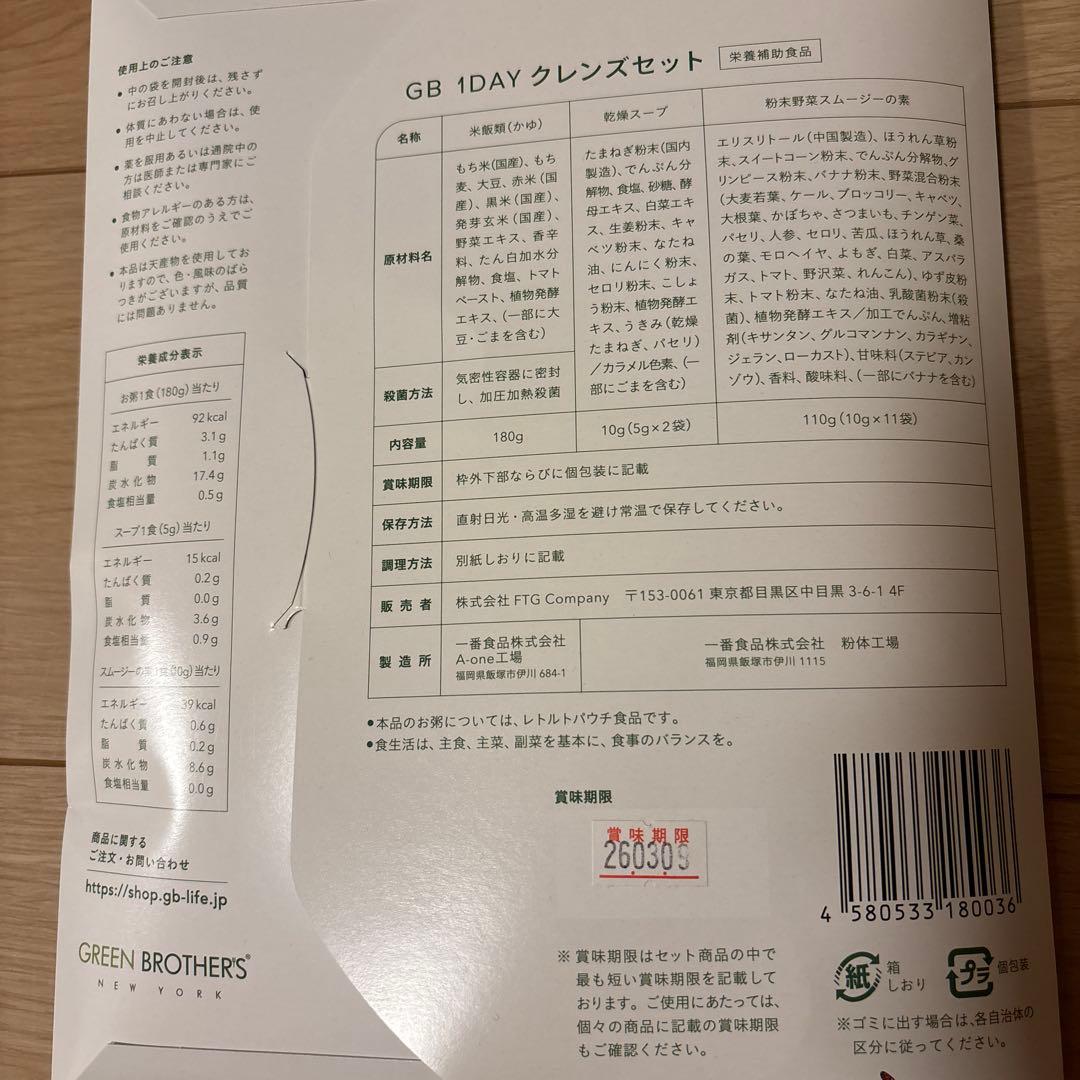 使用上のご注意
● 中の袋を開封後は、残さず
にお召し上がりください。
● 体質にあわない場合は、使
用を中止してください。
● 薬を服用あるいは通院中の
方は医師または専門家にご
相談ください。
● 食物アレルギーのある方は、
原材料をご確認のうえでご
使用ください。
● 本品は天産物を使用してお
りますので、色・風味のばら
つきがございますが、品質
には問題ありません。
栄養成分表示
お粥1食(180g)当たり
エネルギー 92kcal
たんぱく質 3.1g
脂質 1.1g
炭水化物 17.4g
食塩相当量 0.5g
スープ1食(5g)当たり
エネルギー 15kcal
たんぱく質 0.2g
脂質 0.0g
炭水化物 3.6g
食塩相当量 0.9g
スムージーの素1食(10g)当たり
エネルギー 39kcal
たんぱく質 0.6g
脂質 0.2g
炭水化物 8.6g
食塩相当量 0.0g
商品に関する
ご注文・お問い合わせ
https://shop.gb-life.jp
GREEN BROTHER'S®
NEW YORK
GB 1DAY クレンズセット 栄養補助食品
名称 米飯類(かゆ) 乾燥スープ 粉末野菜スムージーの素
原材料名
もち米(国産)、もち
麦、大豆、赤米(国
産)、黒米(国産)、
発芽玄米(国産)、
野菜エキス、香辛
料、たん白加水分
解物、食塩、トマト
ペースト、植物発酵
エキス、(一部に大
豆・ごまを含む)
たまねぎ粉末(国内
製造)、でんぷん分
解物、食塩、砂糖、酵
母エキス、白菜エキ
ス、生姜粉末、キャ
ベツ粉末、なたね
油、にんにく粉末、
セロリ粉末、こしょ
う粉末、植物発酵エ
キス、うきみ(乾燥
たまねぎ、パセリ)
/カラメル色素、(一
部にごまを含む)
エリスリトール(中国製造)、ほうれん草粉
末、スイートコーン粉末、でんぷん分解物、グ
リンピース粉末、バナナ粉末、野菜混合粉末
(大麦若葉、ケール、ブロッコリー、キャベツ、
大根葉、かぼちゃ、さつまいも、チンゲン菜、
パセリ、人参、セロリ、苦瓜、ほうれん草、桑
の葉、モロヘイヤ、よもぎ、白菜、アスパラ
ガス、トマト、野沢菜、れんこん)、ゆず皮粉
末、トマト粉末、なたね油、乳酸菌粉末(殺
菌)、植物発酵エキス/加工でんぷん、増粘
剤(キサンタン、グルコマンナン、カラギナン、
ジェラン、ローカスト)、甘味料(ステビア、カン
ゾウ)、香料、酸味料、(一部にバナナを含む)
殺菌方法
気密性容器に密封
し、加圧加熱殺菌
内容量 180g 10g(5g×2袋) 110g(10g×11袋)
賞味期限 枠外下部ならびに個包装に記載
保存方法 直射日光・高温多湿を避け常温で保存してください。
調理方法 別紙しおりに記載
販売者 株式会社 FTG Company 〒153-0061 東京都目黒区中目黒 3-6-1 4F
製造所
一番食品株式会社
A-one工場
福岡県飯塚市伊川 684-1
一番食品株式会社 粉体工場
福岡県飯塚市伊川 1115
●本品のお粥については、レトルトパウチ食品です。
●食生活は、主食、主菜、副菜を基本に、食事のバランスを。
賞味期限
賞味期限
26.03.09
※ 賞味期限はセット商品の中で
最も短い賞味期限を記載して
おります。ご使用にあたっては、
個々の商品に記載の賞味期限
もご確認ください。
4 580533 180036
紙 箱
しおり
プラ 個包装
※ゴミに出す場合は、各自治体の
区分に従ってください。